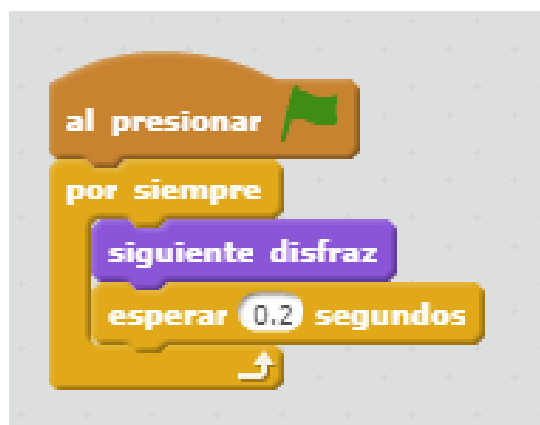 al presionar
por siempre
siguiente disfraz
esperar 0.2 segundos